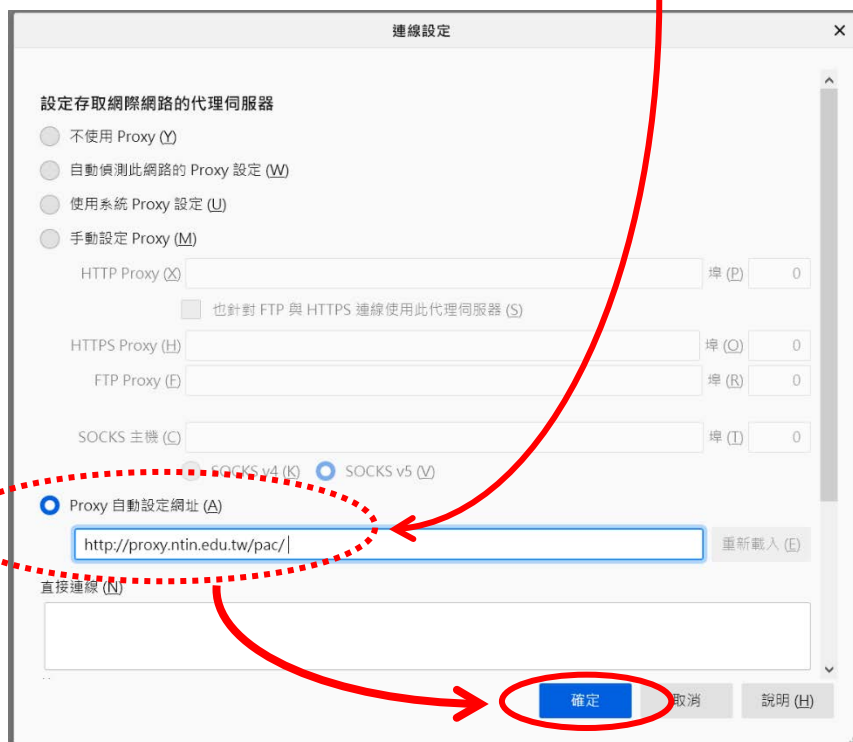 連線設定
設定存取網際網路的代理伺服器
不使用 Proxy (Y)
自動偵測此網路的 Proxy 設定 (W)
使用系統 Proxy 設定 (U)
手動設定 Proxy (M)
HTTP Proxy (X) 埠 (P) 0
也針對 FTP 與 HTTPS 連線使用此代理伺服器 (S)
HTTPS Proxy (H) 埠 (O) 0
FTP Proxy (F) 埠 (R) 0
SOCKS 主機 (C) 埠 (T) 0
SOCKS v4 (K) SOCKS v5 (V)
Proxy 自動設定網址 (A)
http://proxy.ntin.edu.tw/pac/ 重新載入 (E)
直接連線 (N)
確定 取消 說明 (H)